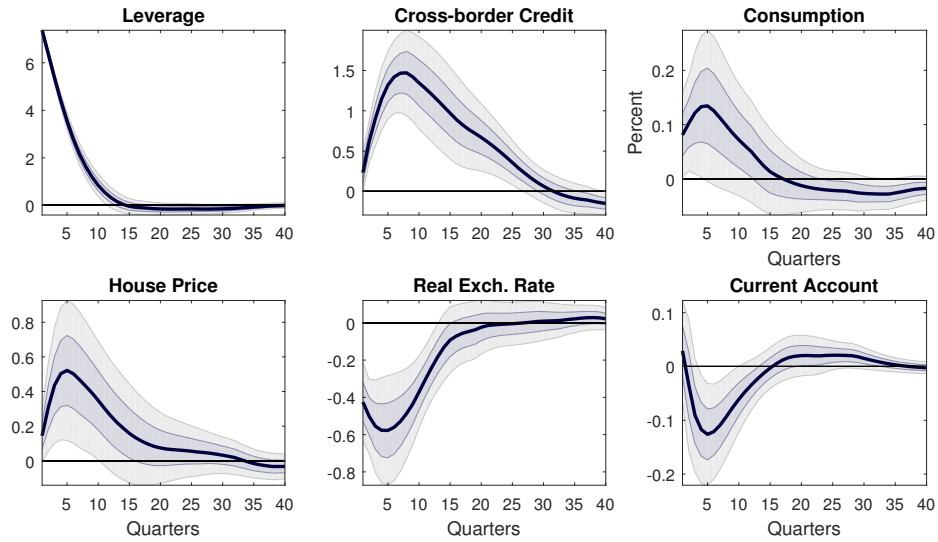 Leverage
6
4
2
0
5 10 15 20 25 30 35 40
Cross-border Credit
1.5
1
0.5
0
5 10 15 20 25 30 35 40
Consumption
Percent
0.2
0.1
0
5 10 15 20 25 30 35 40
Quarters
House Price
0.8
0.6
0.4
0.2
0
5 10 15 20 25 30 35 40
Quarters
Real Exch. Rate
0
-0.2
-0.4
-0.6
-0.8
5 10 15 20 25 30 35 40
Quarters
Current Account
0.1
0
-0.1
-0.2
5 10 15 20 25 30 35 40
Quarters